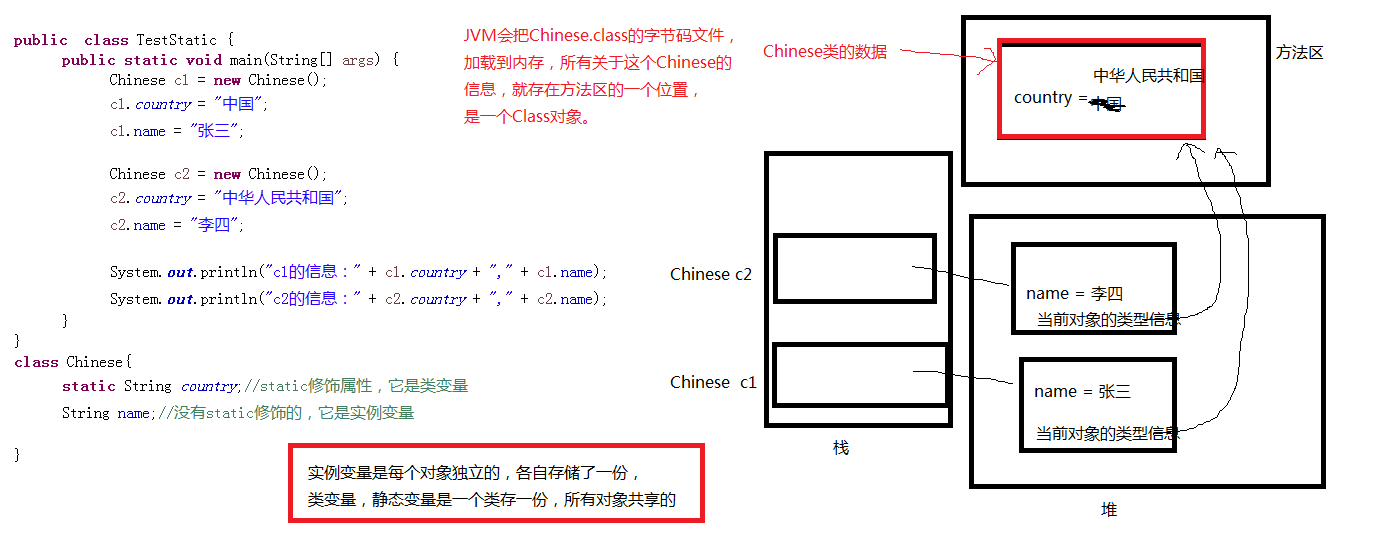 public class TestStatic {
public static void main(String[] args) {
Chinese c1 = new Chinese();
c1.country = "中国";
c1.name = "张三";
Chinese c2 = new Chinese();
c2.country = "中华人民共和国";
c2.name = "李四";
System.out.println("c1的信息：" + c1.country + "," + c1.name);
System.out.println("c2的信息：" + c2.country + "," + c2.name);
}
}
class Chinese{
static String country;//static修饰属性，它是类变量
String name;//没有static修饰的，它是实例变量
}
实例变量是每个对象独立的，各自存储了一份，
类变量，静态变量是一个类存一份，所有对象共享的
JVM会把Chinese.class的字节码文件，
加载到内存，所有关于这个Chinese的
信息，就存在方法区的一个位置，
是一个Class对象。
Chinese类的数据
中华人民共和国
country =
中国
方法区
Chinese c2
Chinese c1
栈
name = 李四
当前对象的类型信息
name = 张三
当前对象的类型信息
堆